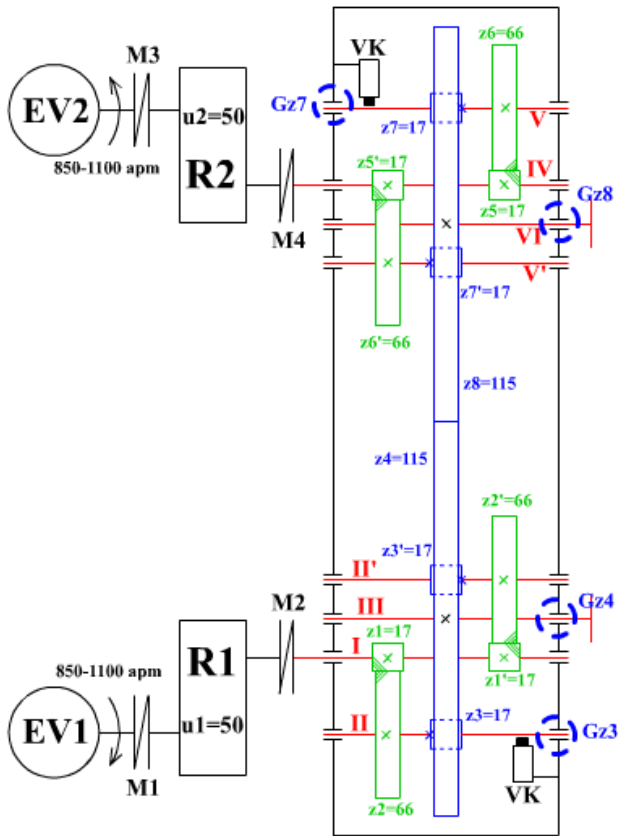 z6=66
VK
M3
Gz7
EV2
u2=50
z7=17
V
850-1100 apm
R2
z5'=17
IV
Gz8
z5=17
M4
VI
V'
z7'=17
z6'=66
z8=115
z4=115
z2'=66
z3'=17
II'
M2
III
Gz4
z1=17
I
R1
850-1100 apm
z1'=17
EV1
u1=50
z3=17
II
Gz3
M1
VK
z2=66